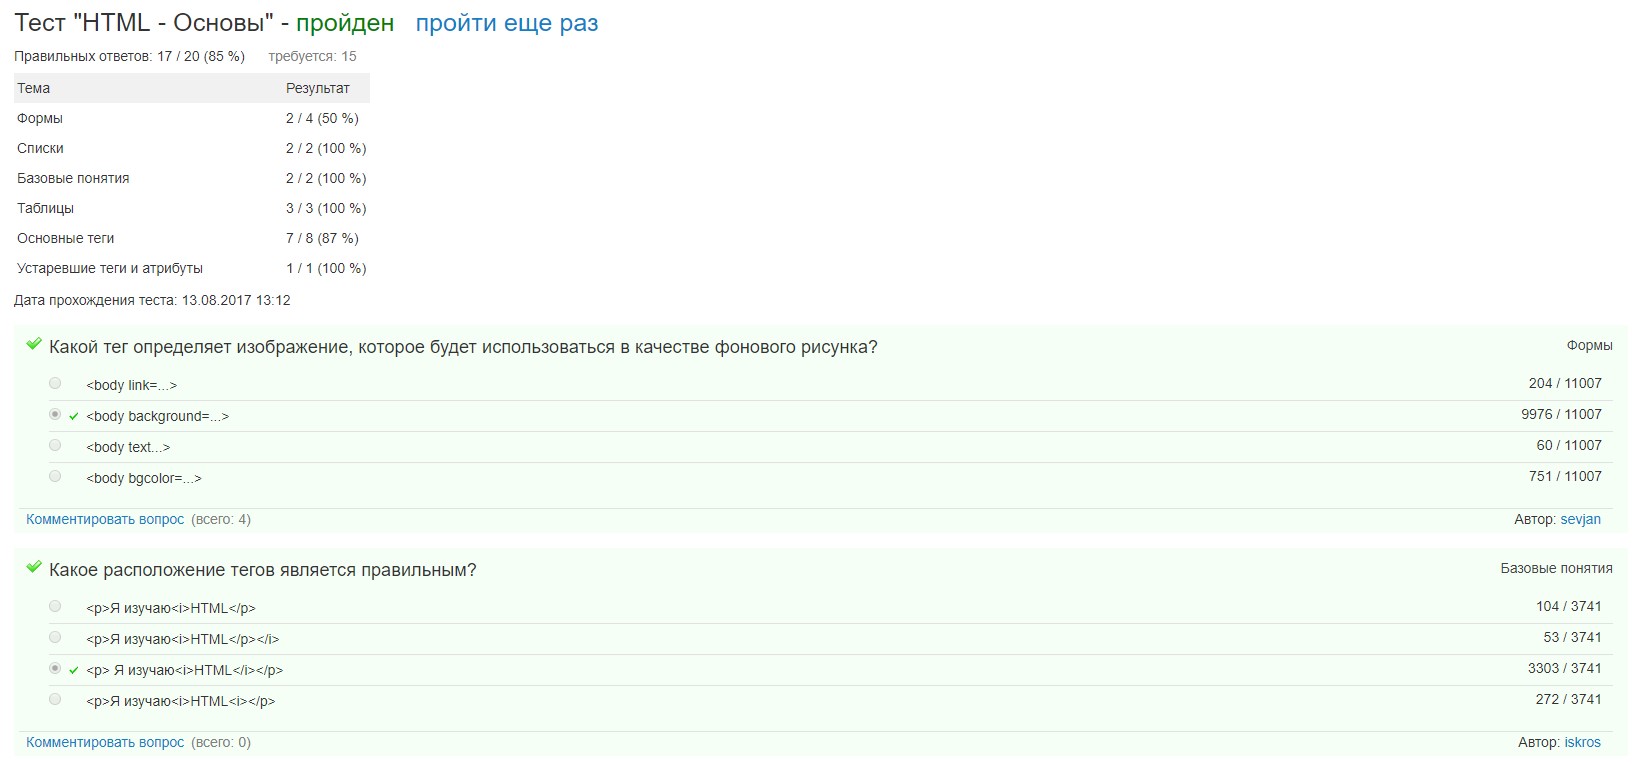 Тест "HTML - Основы" - пройден пройти еще раз
Правильных ответов: 17 / 20 (85 %) требуется: 15
Тема Результат
Формы 2 / 4 (50 %)
Списки 2 / 2 (100 %)
Базовые понятия 2 / 2 (100 %)
Таблицы 3 / 3 (100 %)
Основные теги 7 / 8 (87 %)
Устаревшие теги и атрибуты 1 / 1 (100 %)
Дата прохождения теста: 13.08.2017 13:12
Какой тег определяет изображение, которое будет использоваться в качестве фонового рисунка? Формы
<body link=...> 204 / 11007
<body background=...> 9976 / 11007
<body text...> 60 / 11007
<body bgcolor=...> 751 / 11007
Комментировать вопрос (всего: 4) Автор: sevjan
Какое расположение тегов является правильным? Базовые понятия
<p>Я изучаю<i>HTML</p> 104 / 3741
<p>Я изучаю<i>HTML</p></i> 53 / 3741
<p> Я изучаю<i>HTML</i></p> 3303 / 3741
<p>Я изучаю<i>HTML<i></p> 272 / 3741
Комментировать вопрос (всего: 0) Автор: iskros